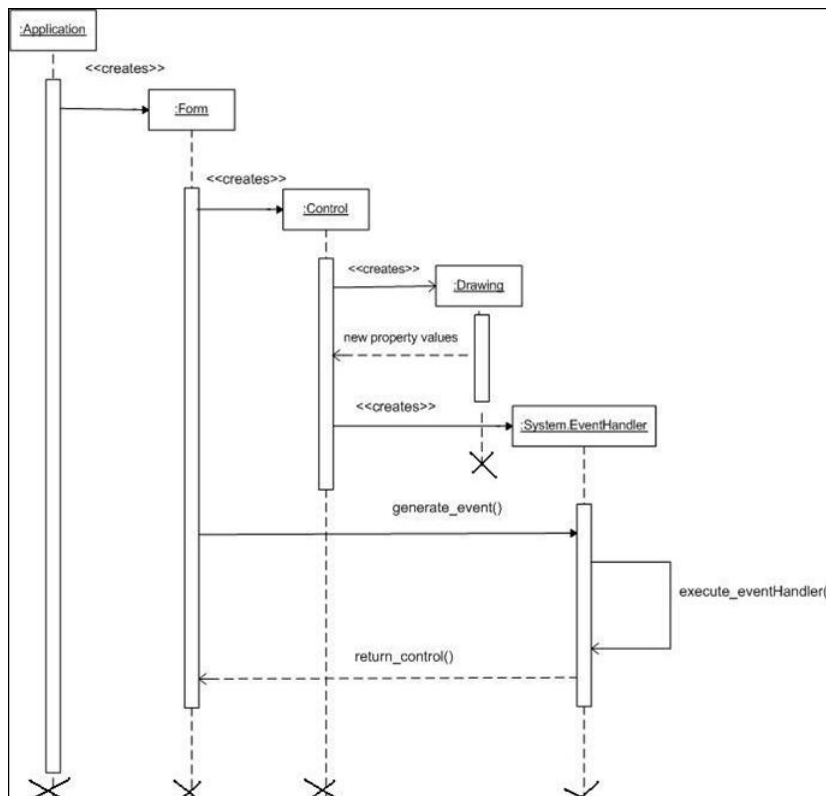 :Application
<<creates>>
:Form
<<creates>>
:Control
<<creates>>
:Drawing
new property values
<<creates>>
:System.EventHandler
generate_event()
execute_eventHandler(
return_control()